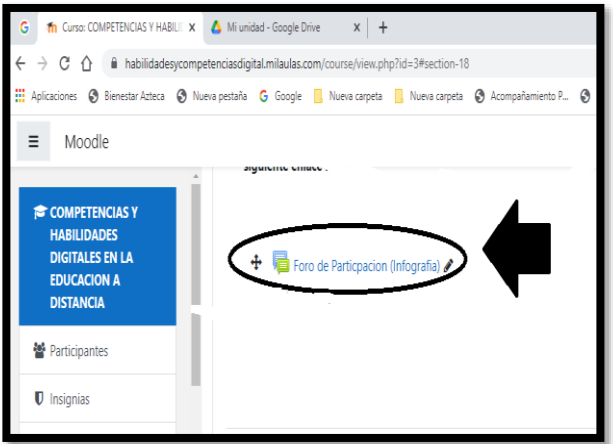 Curso: COMPETENCIAS Y HABILI
Mi unidad - Google Drive
habilidadesycompetenciasdigital.milaulas.com/course/view.php?id=3#section-18
Aplicaciones Bienestar Azteca Nueva pestaña Google Nueva carpeta Nueva carpeta Acompañamiento P...
Moodle
siguiente enlace :
COMPETENCIAS Y
HABILIDADES
DIGITALES EN LA
EDUCACION A
DISTANCIA
Foro de Particpacion (Infografia)
Participantes
Insignias